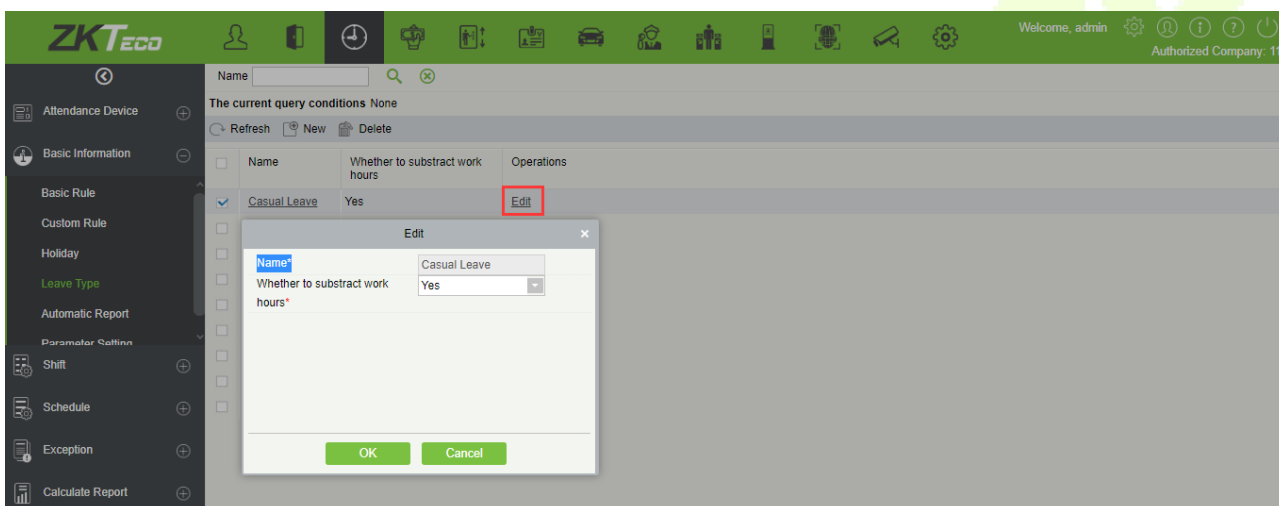 ZKTeco
Welcome, admin
Authorized Company: 11
Name
The current query conditions None
Refresh New Delete
Name Whether to substract work hours Operations
Casual Leave Yes Edit
Attendance Device
Basic Information
Basic Rule
Custom Rule
Holiday
Leave Type
Automatic Report
Parameter Setting
Shift
Schedule
Exception
Calculate Report
Edit
Name* Casual Leave
Whether to substract work Yes
hours*
OK Cancel